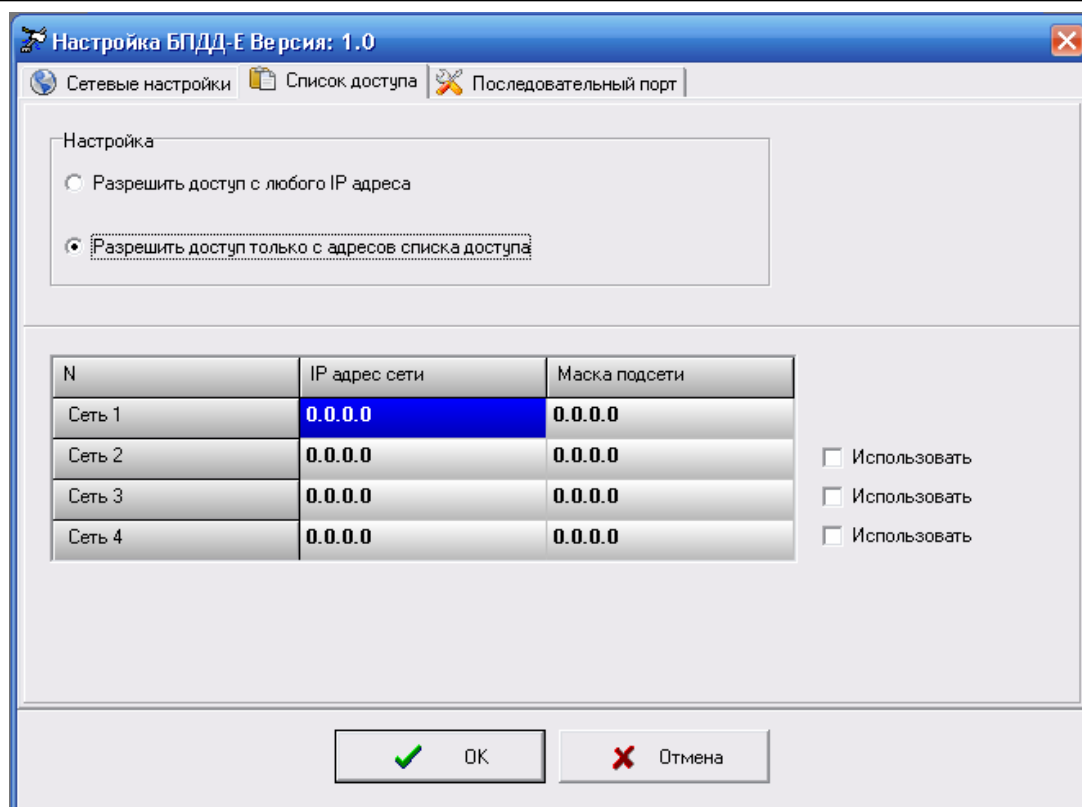 Настройка БПДД-Е Версия: 1.0
Сетевые настройки Список доступа Последовательный порт
Настройка
Разрешить доступ с любого IP адреса
Разрешить доступ только с адресов списка доступа
N IP адрес сети Маска подсети
Сеть 1 0.0.0.0 0.0.0.0
Сеть 2 0.0.0.0 0.0.0.0 Использовать
Сеть 3 0.0.0.0 0.0.0.0 Использовать
Сеть 4 0.0.0.0 0.0.0.0 Использовать
OK Отмена